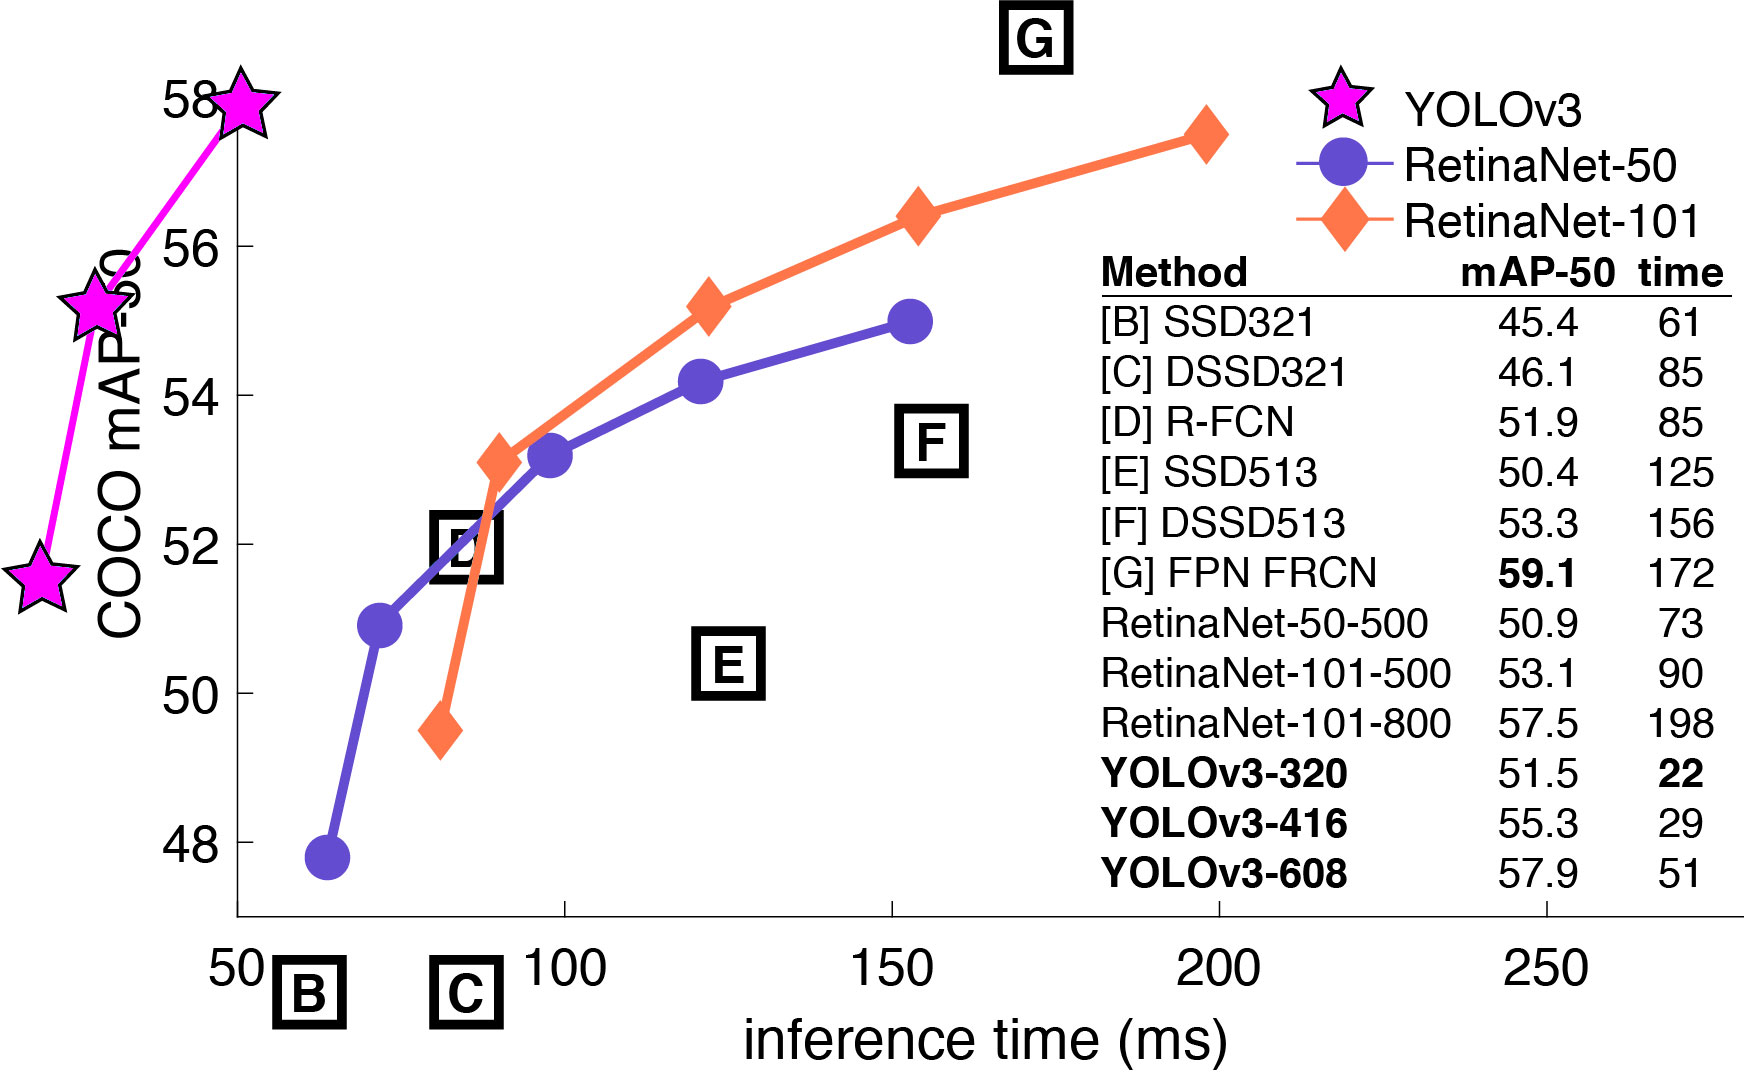 G
58
56
54
52
50
48
COCO mAP-50
D
E
F
YOLOv3
RetinaNet-50
RetinaNet-101
Method mAP-50 time
[B] SSD321 45.4 61
[C] DSSD321 46.1 85
[D] R-FCN 51.9 85
[E] SSD513 50.4 125
[F] DSSD513 53.3 156
[G] FPN FRCN 59.1 172
RetinaNet-50-500 50.9 73
RetinaNet-101-500 53.1 90
RetinaNet-101-800 57.5 198
YOLOv3-320 51.5 22
YOLOv3-416 55.3 29
YOLOv3-608 57.9 51
50 100 150 200 250
B C
inference time (ms)